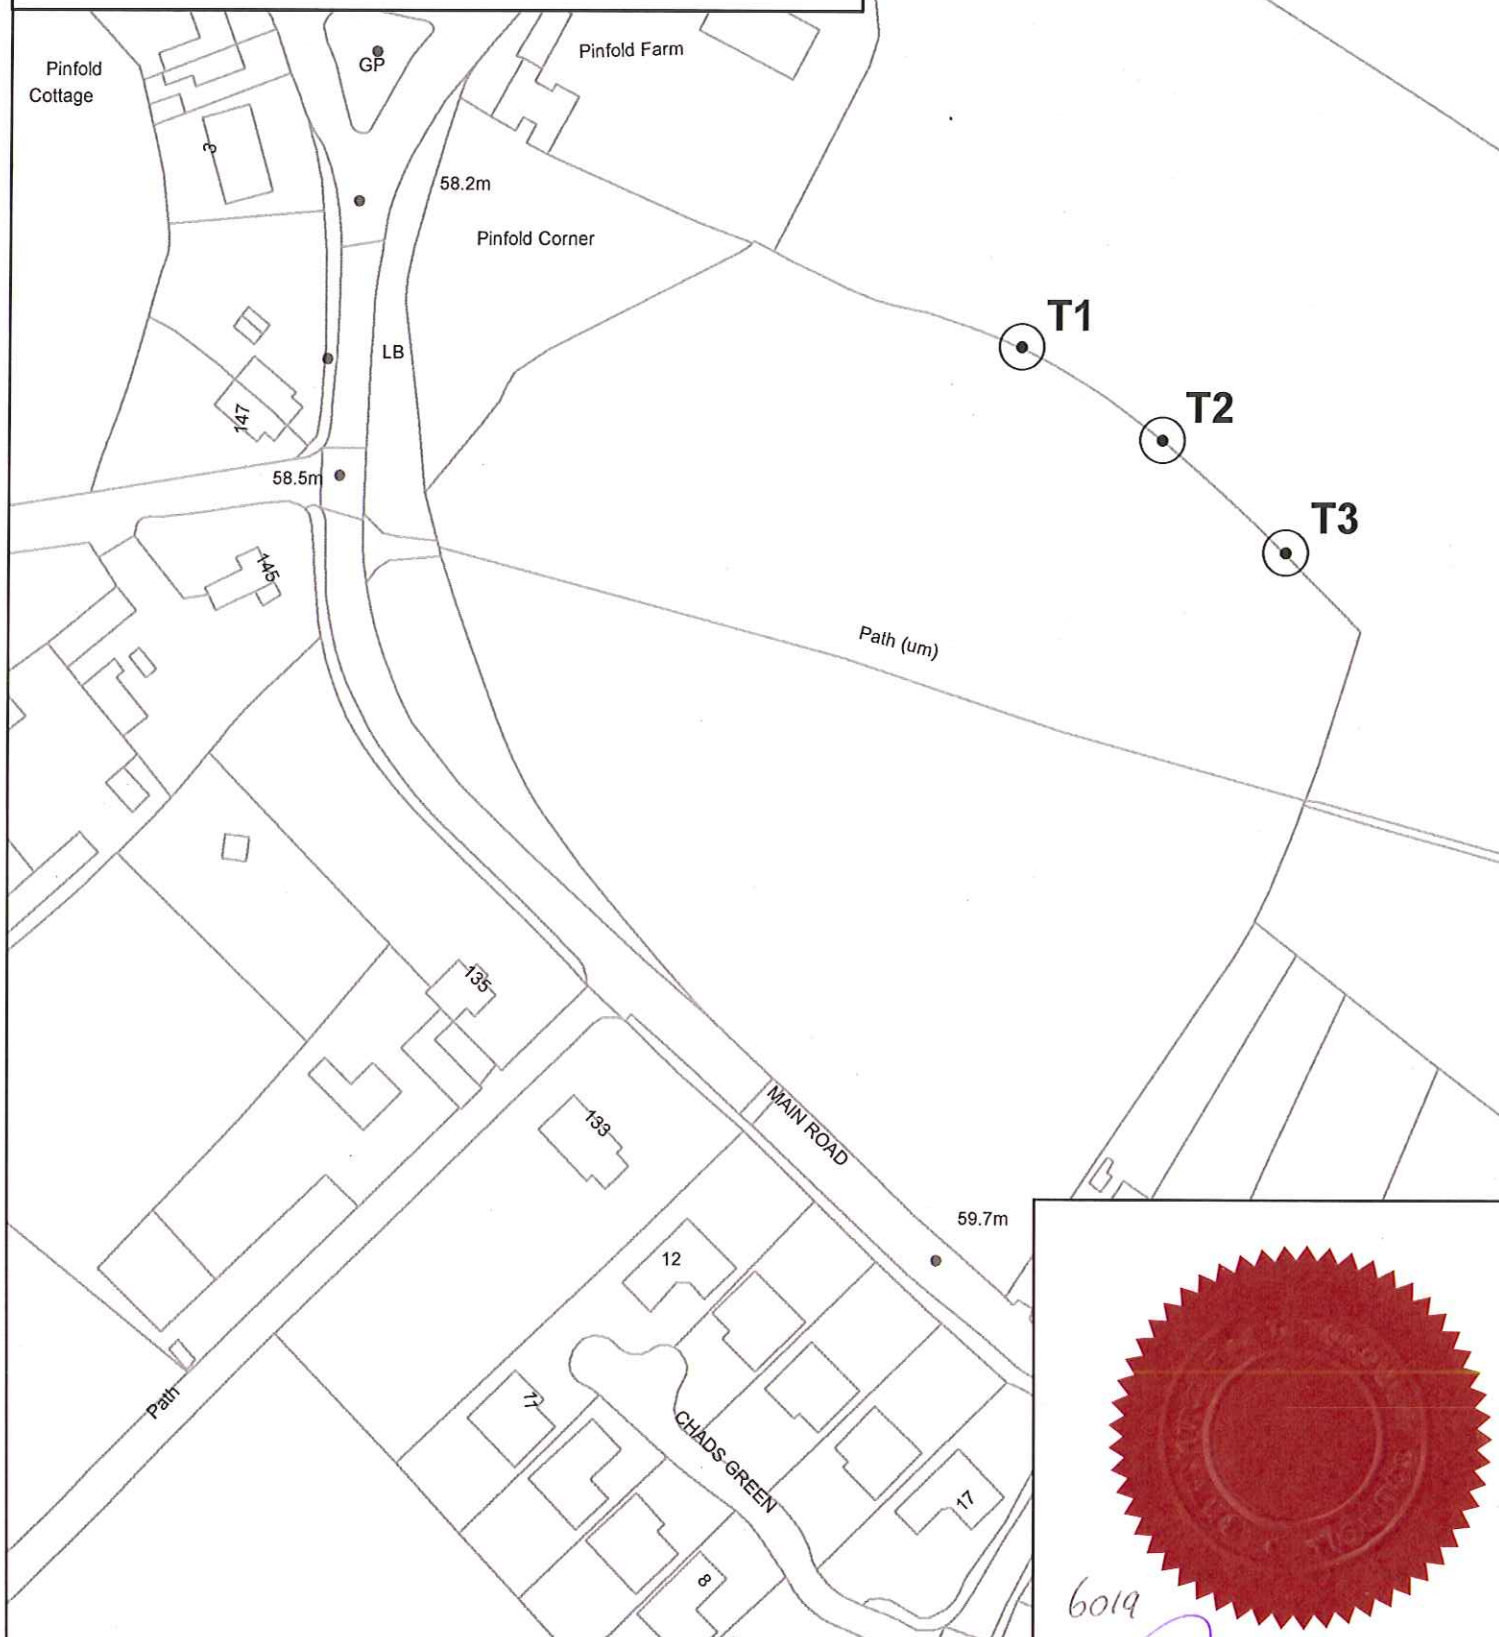 Pinfold
Cottage
GP
Pinfold Farm
3
58.2m
Pinfold Corner
T1
LB
T2
147
58.5m
T3
145
Path (um)
135
133
MAIN ROAD
59.7m
12
77
Path
CHADS GREEN
17
8
6019